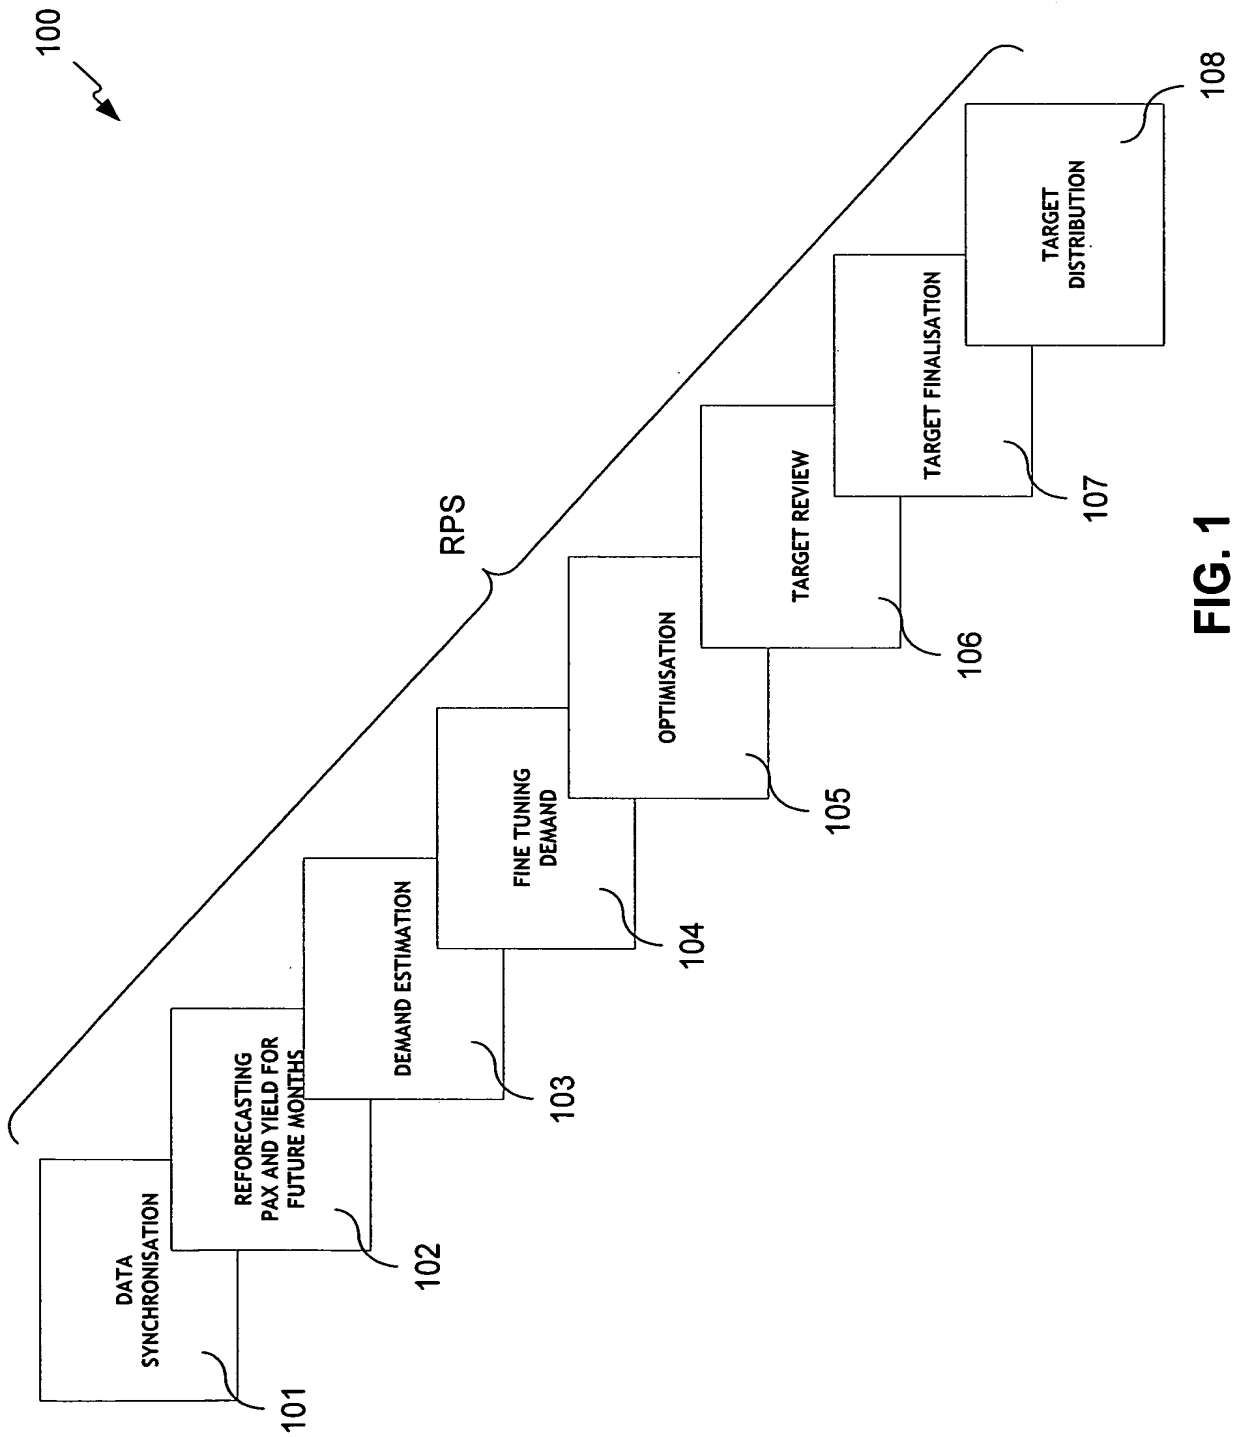 100
RPS
DATA
SYNCHRONISATION
101
REFORECASTING
PAX AND YIELD FOR
FUTURE MONTHS
102
DEMAND ESTIMATION
103
FINE TUNING
DEMAND
104
OPTIMISATION
105
TARGET REVIEW
106
TARGET FINALISATION
107
TARGET
DISTRIBUTION
108
FIG. 1